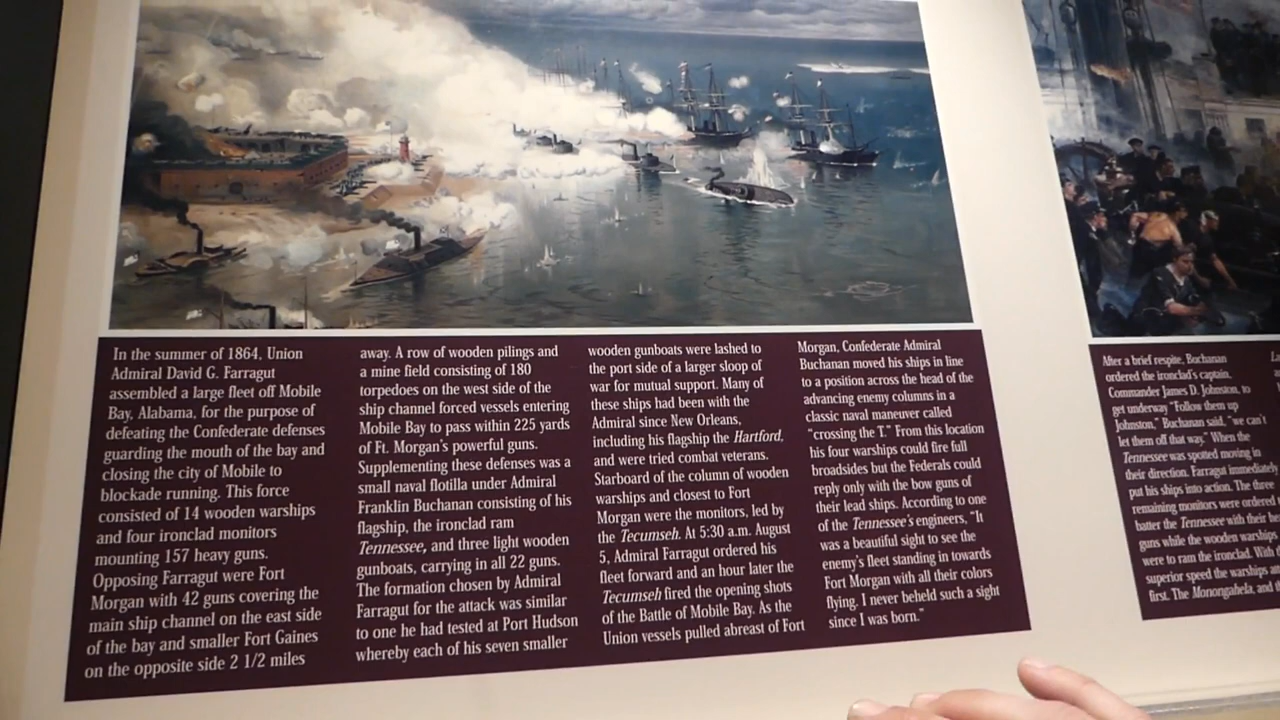 In the summer of 1864, Union
Admiral David G. Farragut
assembled a large fleet off Mobile
Bay, Alabama, for the purpose of
defeating the Confederate defenses
guarding the mouth of the bay and
closing the city of Mobile to
blockade running. This force
consisted of 14 wooden warships
and four ironclad monitors
mounting 157 heavy guns.
Opposing Farragut were Fort
Morgan with 42 guns covering the
main ship channel on the east side
of the bay and smaller Fort Gaines
on the opposite side 2 1/2 miles
away. A row of wooden pilings and
a mine field consisting of 180
torpedoes on the west side of the
ship channel forced vessels entering
Mobile Bay to pass within 225 yards
of Ft. Morgan's powerful guns.
Supplementing these defenses was a
small naval flotilla under Admiral
Franklin Buchanan consisting of his
flagship, the ironclad ram
Tennessee, and three light wooden
gunboats, carrying in all 22 guns.
The formation chosen by Admiral
Farragut for the attack was similar
to one he had tested at Port Hudson
whereby each of his seven smaller
wooden gunboats were lashed to
the port side of a larger sloop of
war for mutual support. Many of
these ships had been with the
Admiral since New Orleans,
including his flagship the Hartford,
and were tried combat veterans.
Starboard of the column of wooden
warships and closest to Fort
Morgan were the monitors, led by
the Tecumseh. At 5:30 a.m. August
5, Admiral Farragut ordered his
fleet forward and an hour later the
Tecumseh fired the opening shots
of the Battle of Mobile Bay. As the
Union vessels pulled abreast of Fort
Morgan, Confederate Admiral
Buchanan moved his ships in line
to a position across the head of the
advancing enemy columns in a
classic naval maneuver called
"crossing the T." From this location
his four warships could fire full
broadsides but the Federals could
reply only with the bow guns of
their lead ships. According to one
of the Tennessee's engineers, "It
was a beautiful sight to see the
enemy's fleet standing in towards
Fort Morgan with all their colors
flying. I never beheld such a sight
since I was born."
After a brief respite, Buchanan
ordered the ironclad's captain,
Commander James D. Johnston, to
get underway "Follow them up
Johnston," Buchanan said, "we can't
let them off that way." When the
Tennessee was spotted moving in
their direction, Farragut immediately
put his ships into action. The three
remaining monitors were ordered
batter the Tennessee with their
guns while the wooden warships
were to ram the ironclad. With
superior speed the warships
first. The Monongahela, and